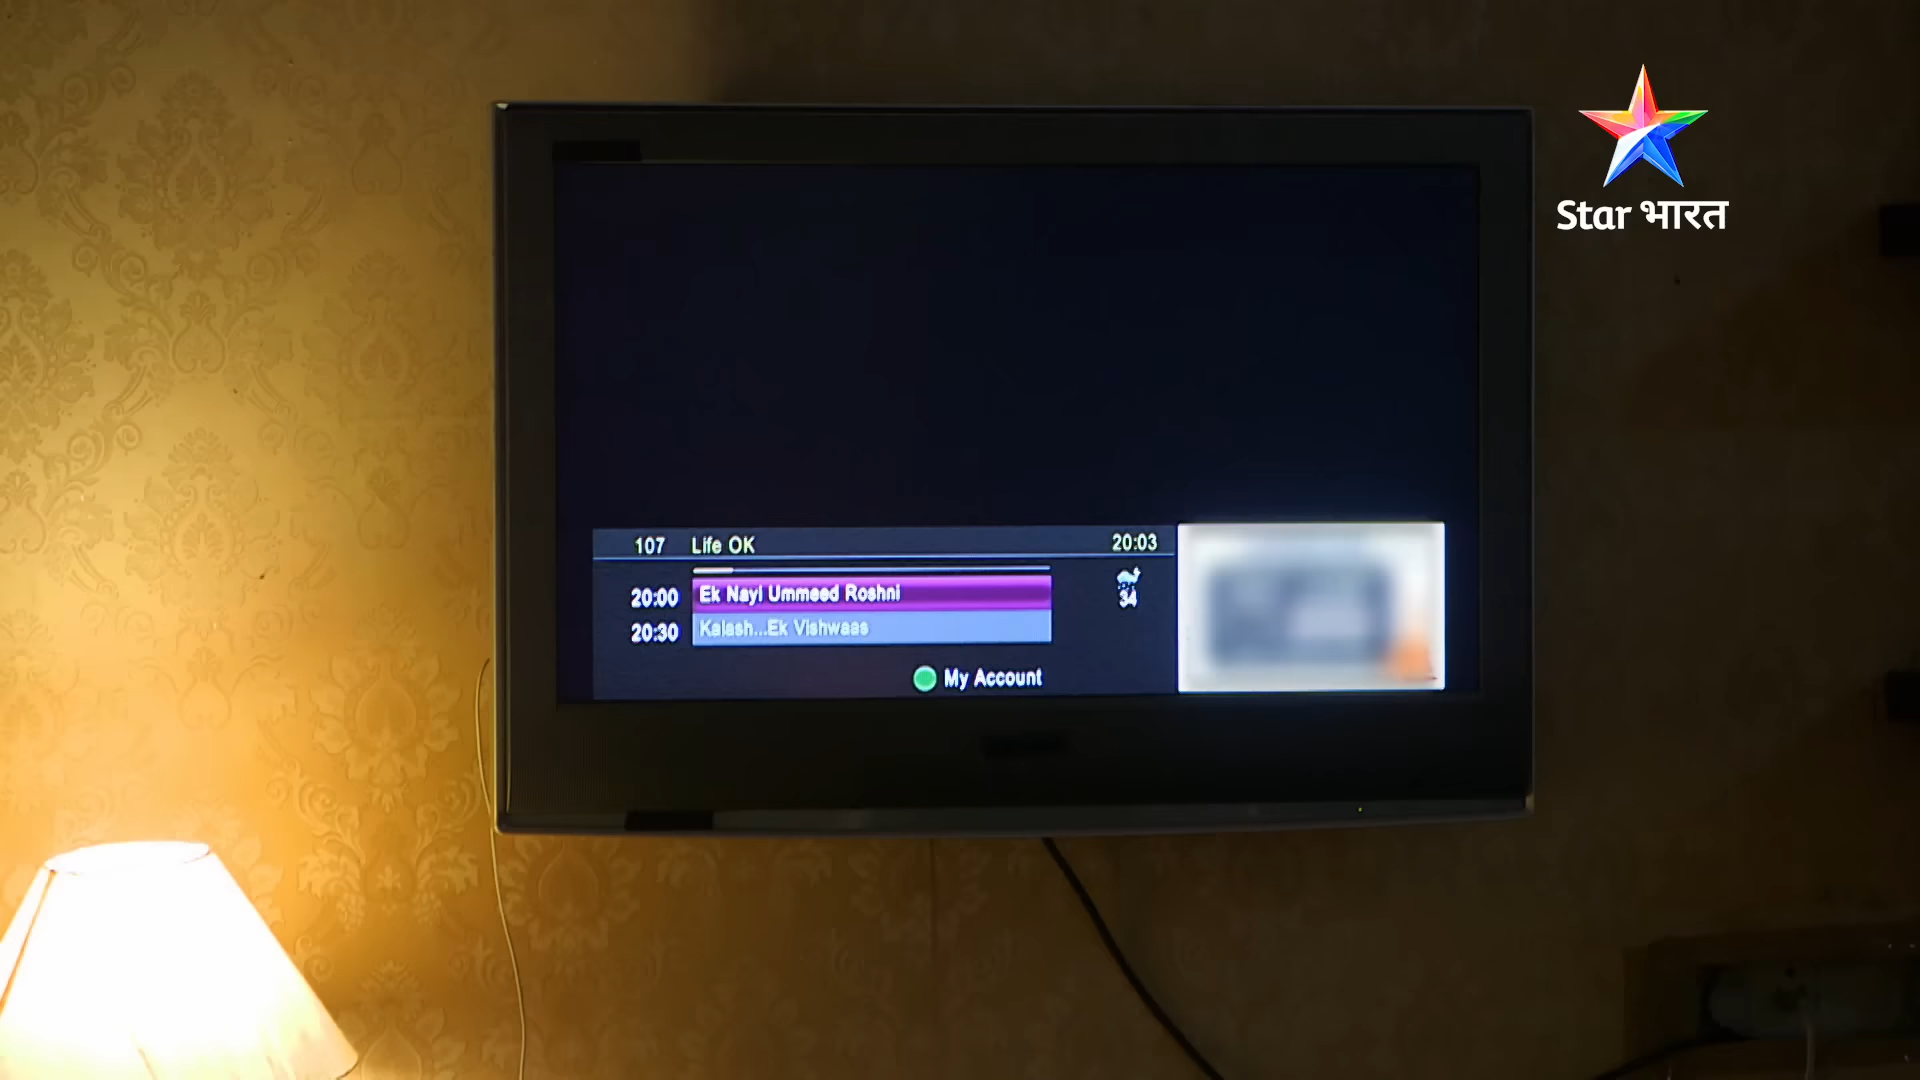 Star भारत
107 Life OK 20:03
20:00 Ek Nayi Ummeed Roshni
34
20:30 Kalash...Ek Vishwaas
My Account